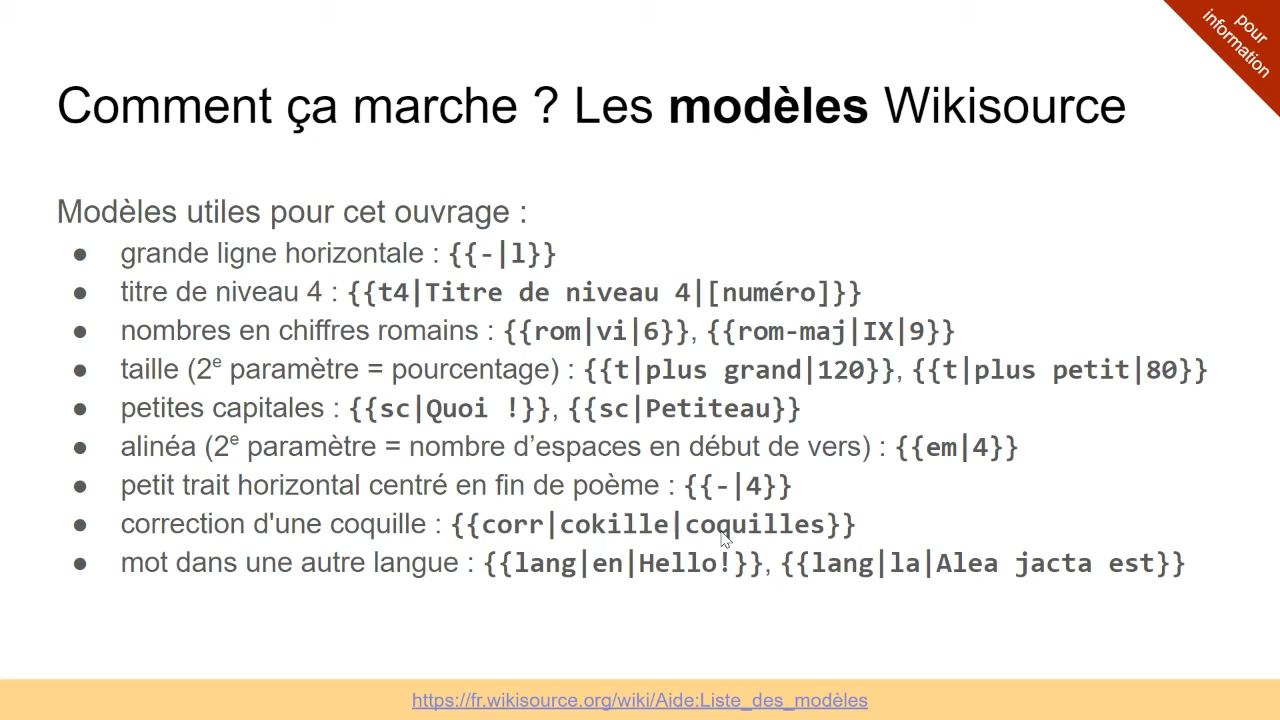 pour
information
Comment ça marche ? Les modèles Wikisource
Modèles utiles pour cet ouvrage :
● grande ligne horizontale : {{-|l}}
● titre de niveau 4 : {{t4|Titre de niveau 4|[numéro]}}
● nombres en chiffres romains : {{rom|vi|6}}, {{rom-maj|IX|9}}
● taille (2e paramètre = pourcentage) : {{t|plus grand|120}}, {{t|plus petit|80}}
● petites capitales : {{sc|Quoi !}}, {{sc|Petiteau}}
● alinéa (2e paramètre = nombre d’espaces en début de vers) : {{em|4}}
● petit trait horizontal centré en fin de poème : {{-|4}}
● correction d'une coquille : {{corr|cokille|coquilles}}
● mot dans une autre langue : {{lang|en|Hello!}}, {{lang|la|Alea jacta est}}
https://fr.wikisource.org/wiki/Aide:Liste_des_modèles